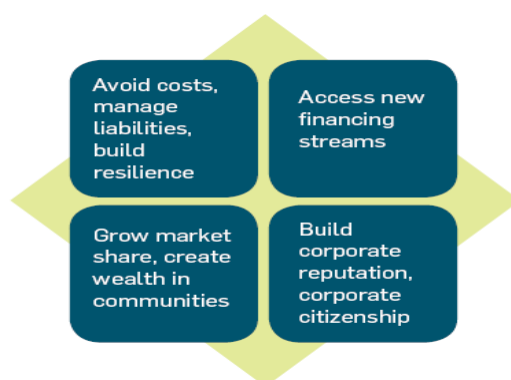 Avoid costs,
manage
liabilities,
build
resilience
Access new
financing
streams
Grow market
share, create
wealth in
communities
Build
corporate
reputation,
corporate
citizenship